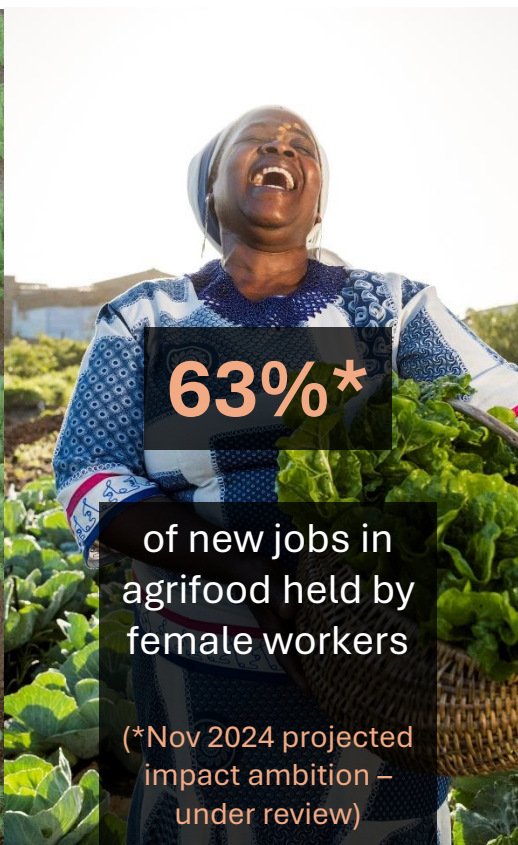 63%*
of new jobs in
agrifood held by
female workers
(*Nov 2024 projected
impact ambition –
under review)